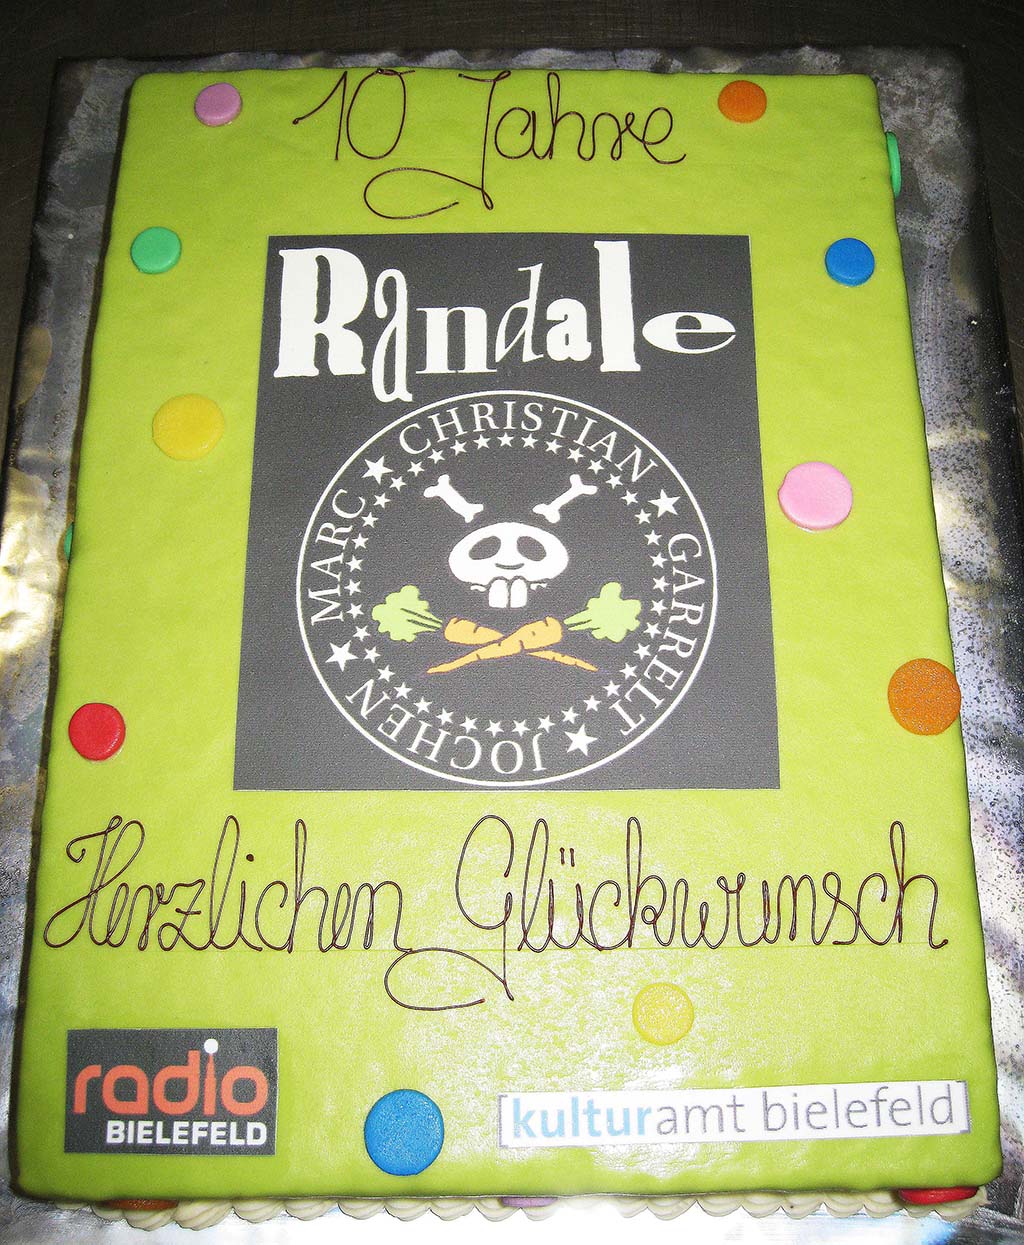 10 Jahre
Randale
MARC ★ CHRISTIAN ★ GARRELT ★ JOCHEN ★
Herzlichen Glückwunsch
radio
BIELEFELD
[kulturamt bielefeld]